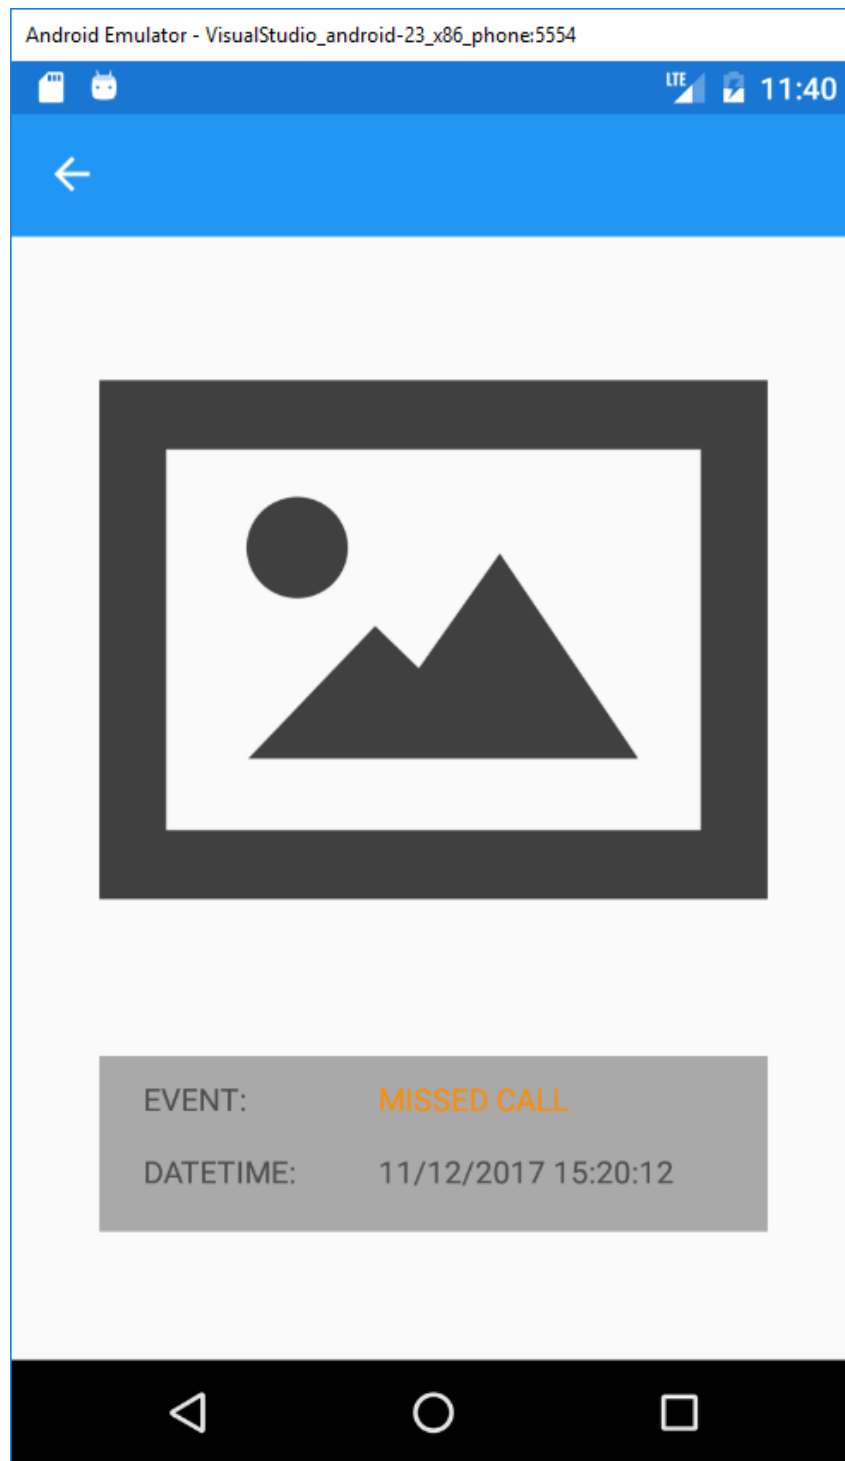 Android Emulator - VisualStudio_android-23_x86_phone:5554
LTE 11:40
EVENT: MISSED CALL
DATETIME: 11/12/2017 15:20:12